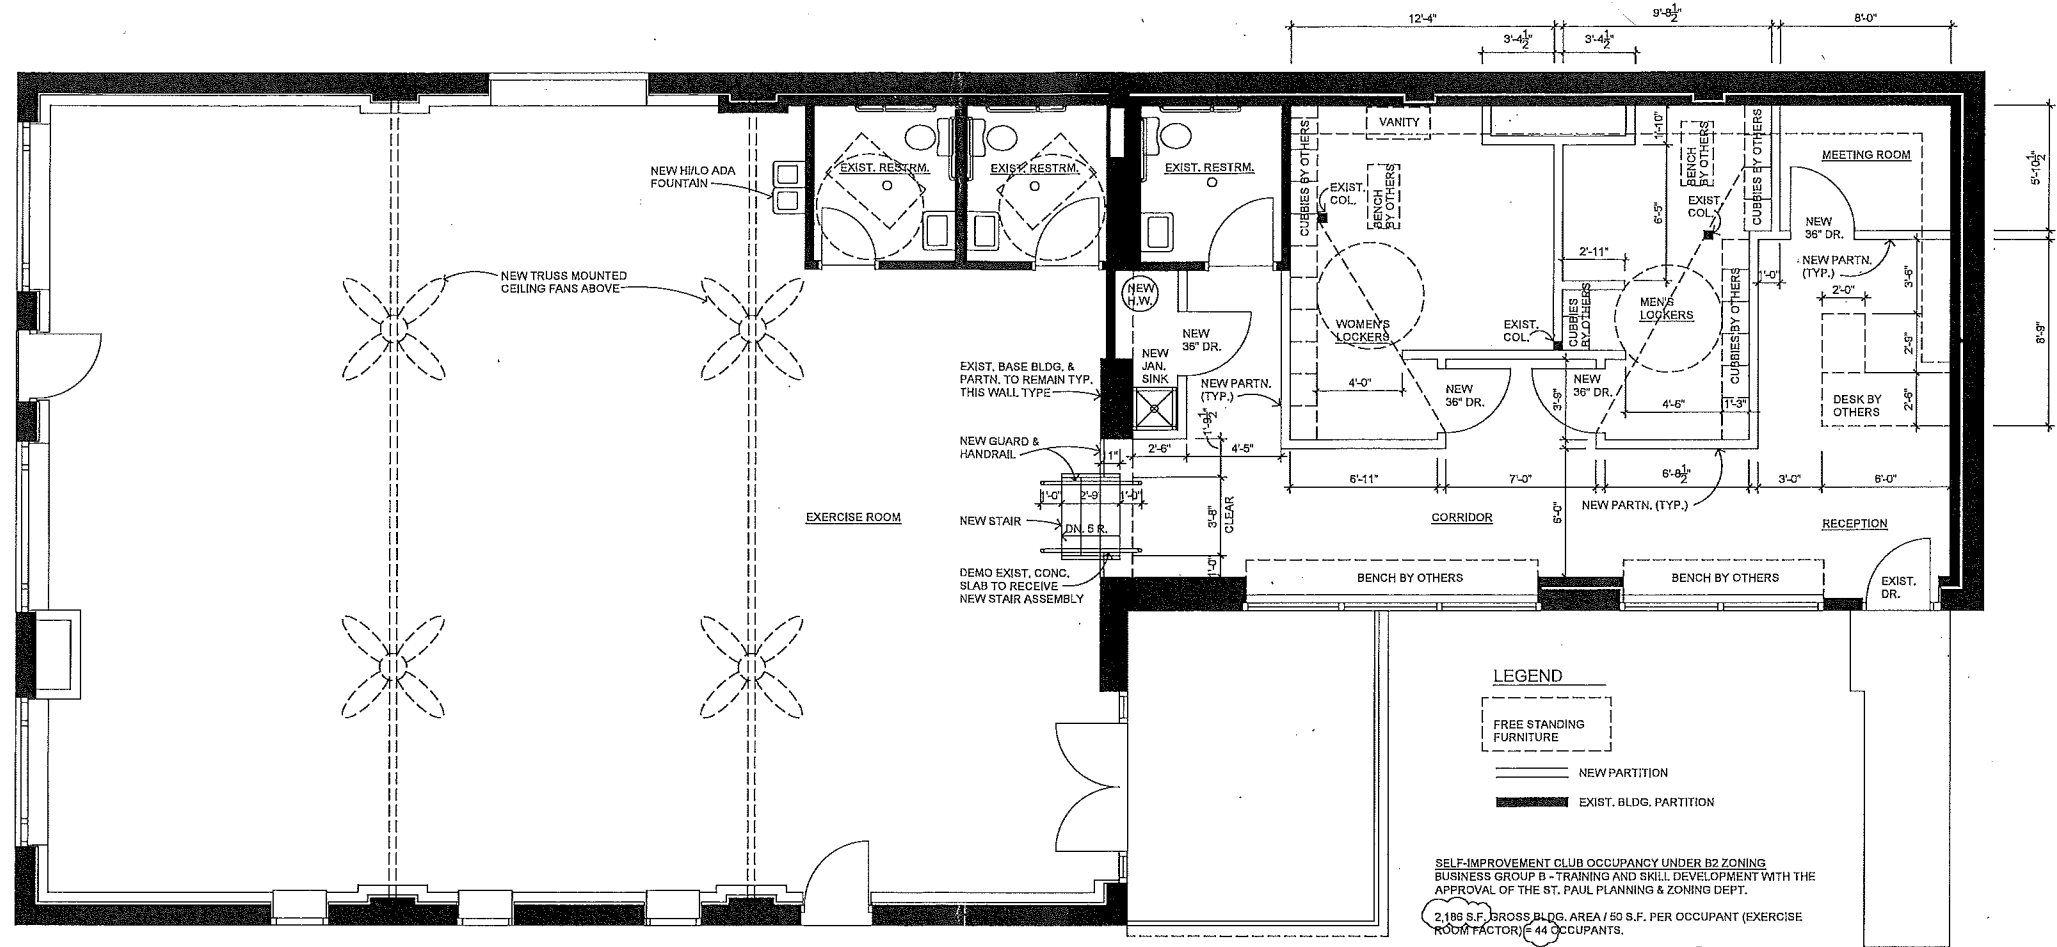 12'-4"
9'-8½"
8'-0"
3'-4½"
3'-4½"
NEW HI/LO ADA
FOUNTAIN
EXIST. RESTRM.
EXIST. RESTRM.
EXIST. RESTRM.
CUBBIES BY OTHERS
VANITY
BENCH
BY OTHERS
EXIST.
COL.
1'-10"
BENCH
BY OTHERS
CUBBIES BY OTHERS
MEETING ROOM
5'-10½"
EXIST.
COL.
6'-5"
NEW
36" DR.
NEW PARTN.
(TYP.)
2'-11"
1'-0"
3'-6"
2'-0"
NEW TRUSS MOUNTED
CEILING FANS ABOVE
NEW
H.W.
NEW
36" DR.
WOMEN'S
LOCKERS
EXIST.
COL.
CUBBIES
BY OTHERS
MEN'S
LOCKERS
CUBBIES BY OTHERS
2'-9"
8'-9"
EXIST. BASE BLDG. &
PARTN. TO REMAIN TYP.
THIS WALL TYPE
NEW
JAN.
SINK
NEW PARTN.
(TYP.)
4'-0"
NEW
36" DR.
NEW
36" DR.
3'-9"
4'-6"
1'-3"
DESK BY
OTHERS
2'-6"
1'-9½"
NEW GUARD &
HANDRAIL
1"
2'-6"
4'-5"
6'-11"
7'-0"
6'-8½"
3'-0"
6'-0"
1'-0"
2'-9"
1'-0"
NEW PARTN. (TYP.)
EXERCISE ROOM
NEW STAIR
DN. 5 R.
3'-8"
CLEAR
CORRIDOR
6'-0"
RECEPTION
DEMO EXIST. CONC.
SLAB TO RECEIVE
NEW STAIR ASSEMBLY
1'-0"
BENCH BY OTHERS
BENCH BY OTHERS
EXIST.
DR.
LEGEND
FREE STANDING
FURNITURE
NEW PARTITION
EXIST. BLDG. PARTITION
SELF-IMPROVEMENT CLUB OCCUPANCY UNDER B2 ZONING
BUSINESS GROUP B - TRAINING AND SKILL DEVELOPMENT WITH THE
APPROVAL OF THE ST. PAUL PLANNING & ZONING DEPT.
2,186 S.F. GROSS BLDG. AREA / 50 S.F. PER OCCUPANT (EXERCISE
ROOM FACTOR) = 44 OCCUPANTS.